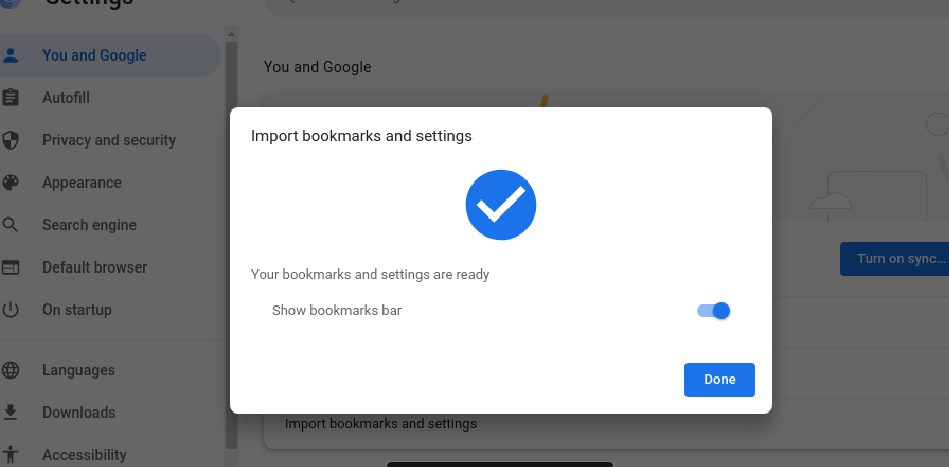 Settings
You and Google
Autofill
Privacy and security
Appearance
Search engine
Default browser
On startup
Languages
Downloads
Accessibility
You and Google
Turn on sync...
Import bookmarks and settings
Your bookmarks and settings are ready
Show bookmarks bar
Done
Import bookmarks and settings